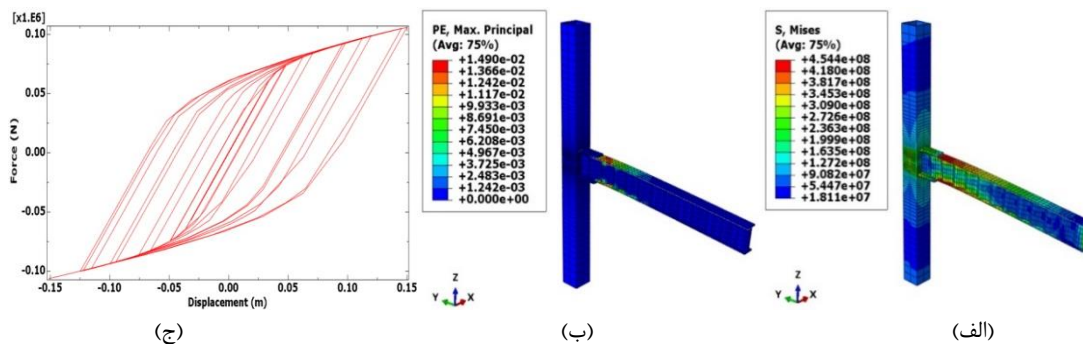 [x1.E6]
0.10
0.05
0.00
-0.05
-0.10
Force (N)
-0.15 -0.10 -0.05 0.00 0.05 0.10 0.15
Displacement (m)
(ج)
PE, Max. Principal
(Avg: 75%)
+1.490e-02
+1.366e-02
+1.242e-02
+1.117e-02
+9.933e-03
+8.691e-03
+7.450e-03
+6.208e-03
+4.967e-03
+3.725e-03
+2.483e-03
+1.242e-03
+0.000e+00
Z
Y X
(ب)
S, Mises
(Avg: 75%)
+4.544e+08
+4.180e+08
+3.817e+08
+3.453e+08
+3.090e+08
+2.726e+08
+2.363e+08
+1.999e+08
+1.635e+08
+1.272e+08
+9.082e+07
+5.447e+07
+1.811e+07
Z
Y X
(الف)